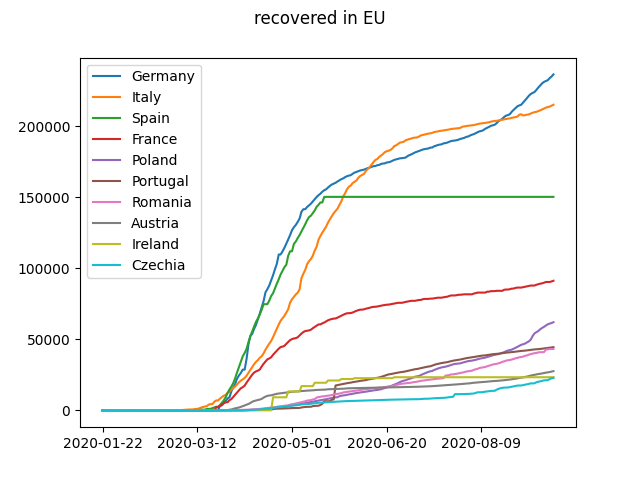 recovered in EU
Germany
Italy
Spain
France
Poland
Portugal
Romania
Austria
Ireland
Czechia
200000
150000
100000
50000
0
2020-01-22 2020-03-12 2020-05-01 2020-06-20 2020-08-09